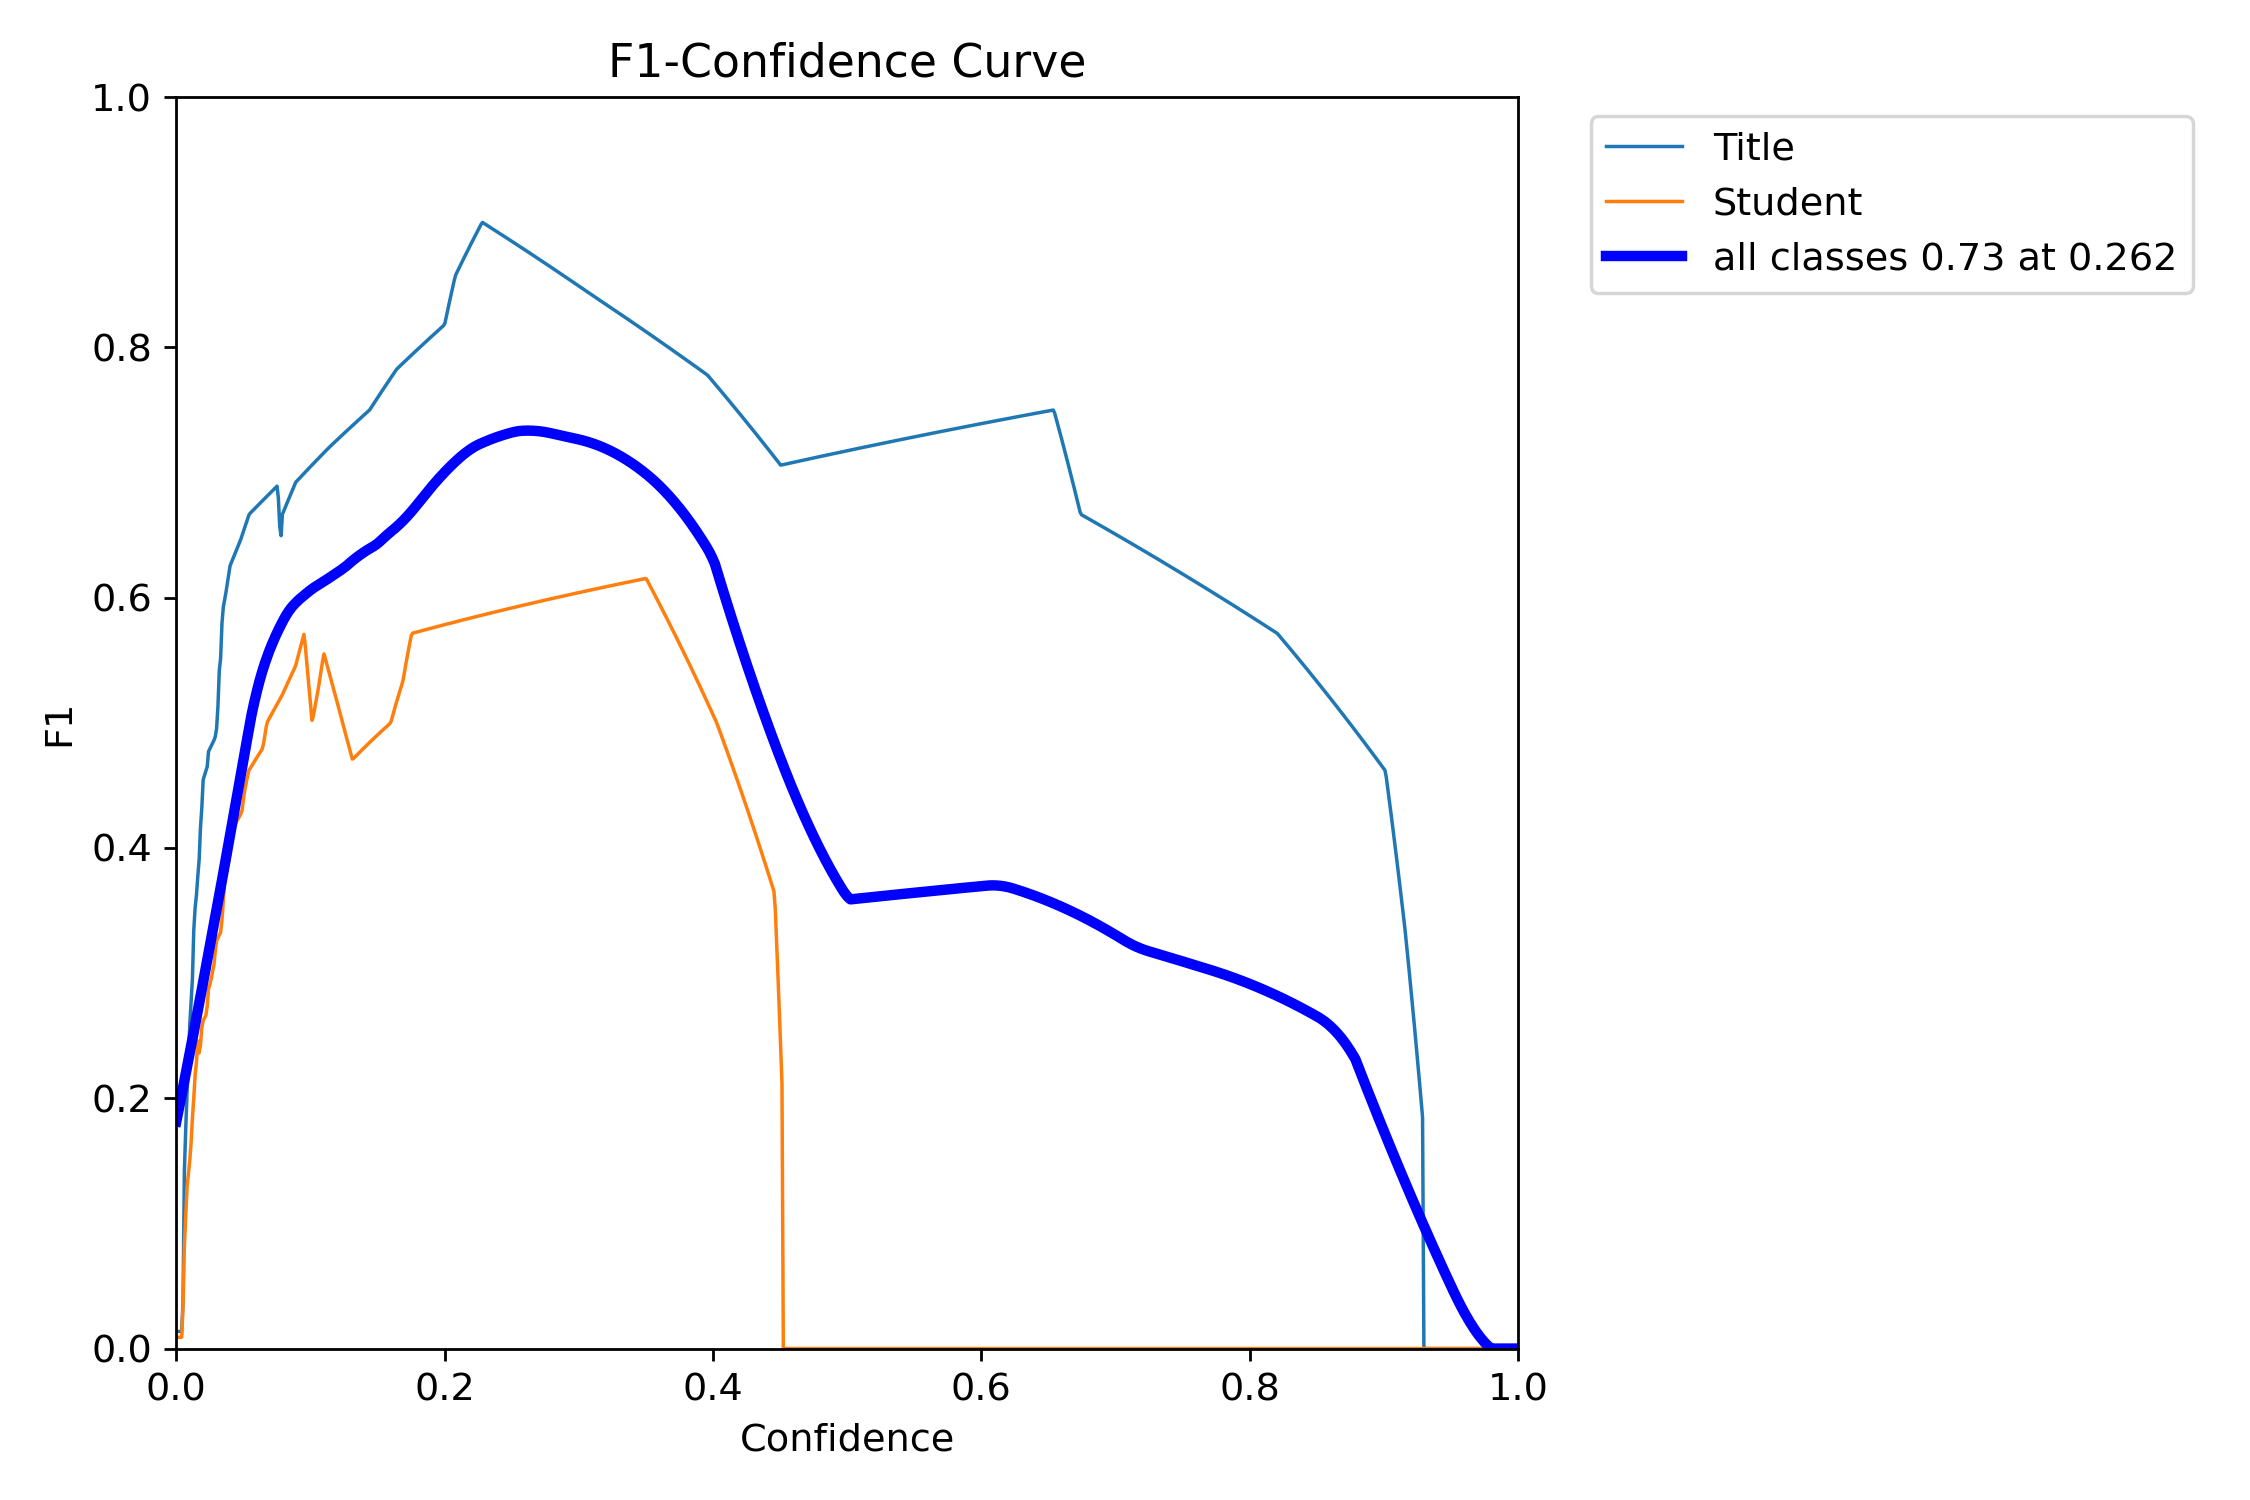 F1-Confidence Curve
1.0
0.8
0.6
0.4
0.2
0.0
F1
0.0 0.2 0.4 0.6 0.8 1.0
Confidence
Title
Student
all classes 0.73 at 0.262